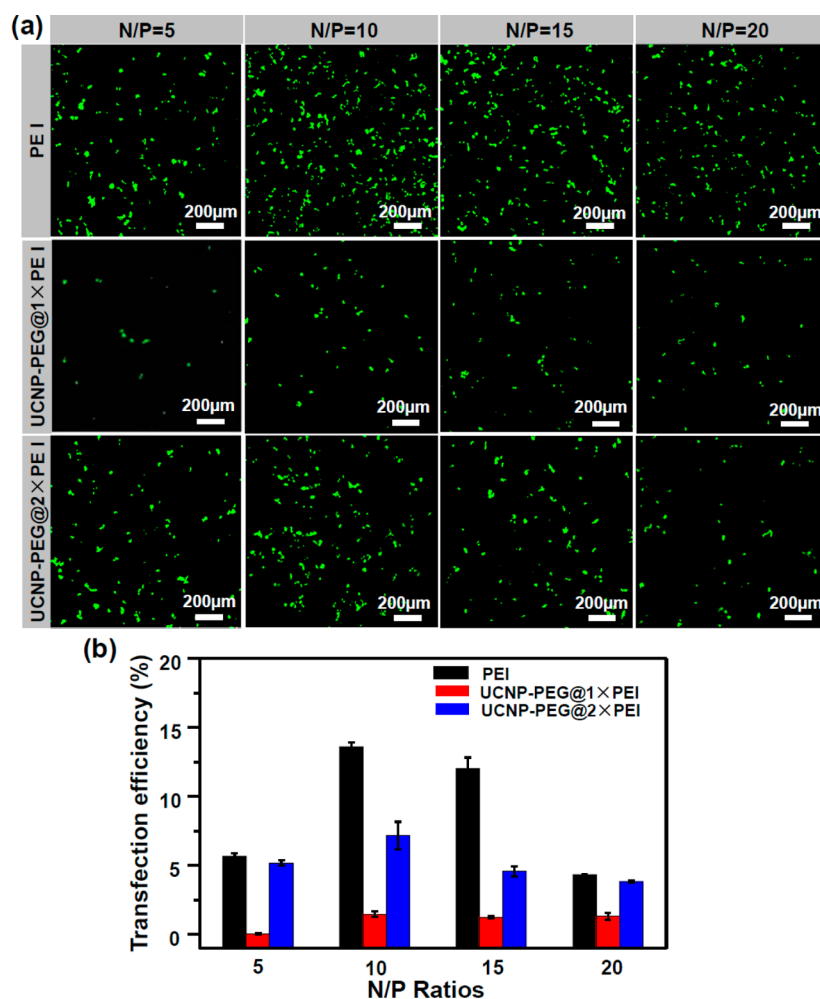 (a)
N/P=5 N/P=10 N/P=15 N/P=20
PE I
200μm 200μm 200μm 200μm
UCNP-PEG@1×PE I
200μm 200μm 200μm 200μm
UCNP-PEG@2×PE I
200μm 200μm 200μm 200μm
(b)
Transfection efficiency (%)
20
15
10
5
0
PEI
UCNP-PEG@1×PEI
UCNP-PEG@2×PEI
5 10 15 20
N/P Ratios